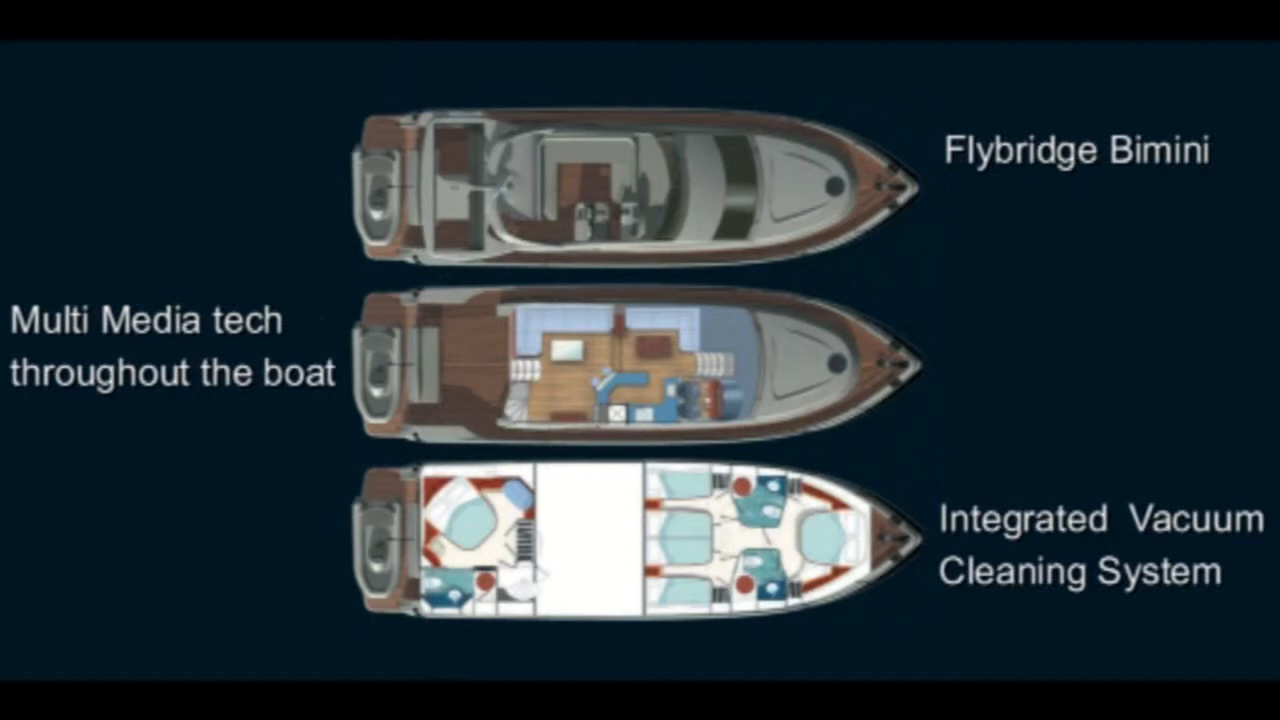 Flybridge Bimini
Multi Media tech
throughout the boat
Integrated Vacuum
Cleaning System